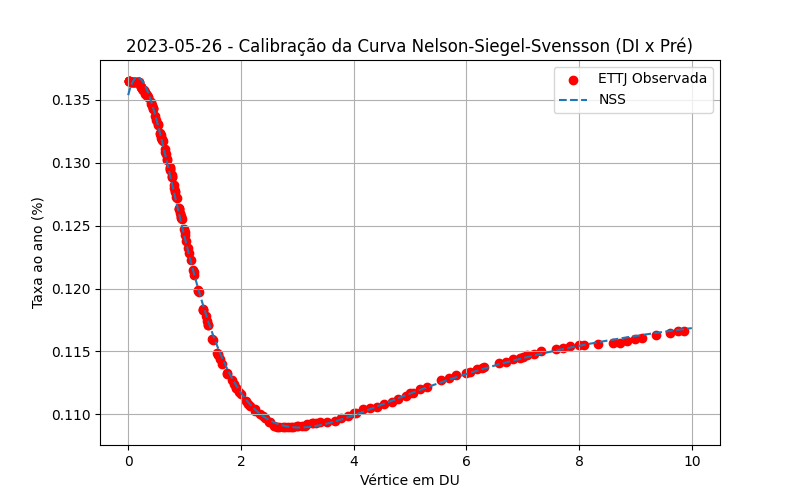 2023-05-26 - Calibração da Curva Nelson-Siegel-Svensson (DI x Pré)
ETTJ Observada
NSS
Taxa ao ano (%)
0.135
0.130
0.125
0.120
0.115
0.110
0 2 4 6 8 10
Vértice em DU